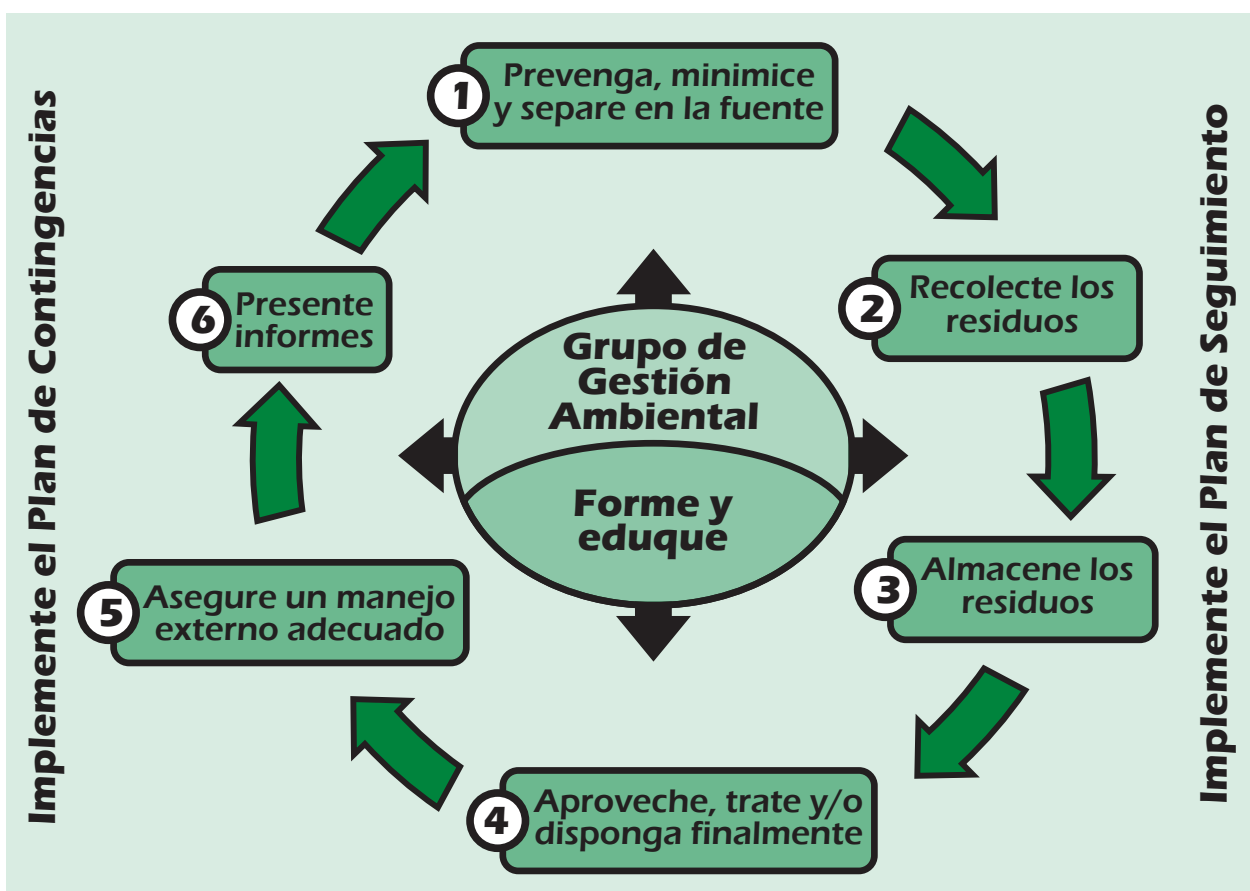 Implemente el Plan de Contingencias
1
Prevenga, minimice
y separe en la fuente
2
Recolecte los
residuos
3
Almacene los
residuos
4
Aproveche, trate y/o
disponga finalmente
5
Asegure un manejo
externo adecuado
6
Presente
informes
Grupo de
Gestión
Ambiental
Forme y
eduque
Implemente el Plan de Seguimiento